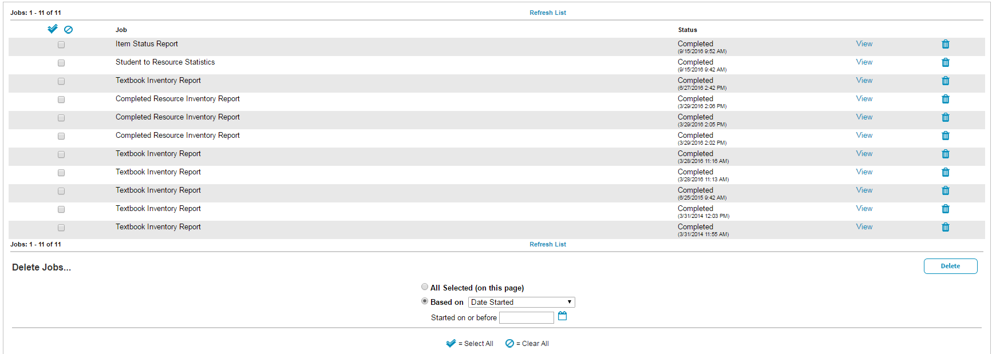 Jobs: 1 - 11 of 11 Refresh List
Job Status
Item Status Report Completed View
(9/15/2016 9:52 AM)
Student to Resource Statistics Completed View
(9/15/2016 9:42 AM)
Textbook Inventory Report Completed View
(6/27/2016 2:42 PM)
Completed Resource Inventory Report Completed View
(3/29/2016 2:06 PM)
Completed Resource Inventory Report Completed View
(3/29/2016 2:05 PM)
Completed Resource Inventory Report Completed View
(3/29/2016 2:02 PM)
Textbook Inventory Report Completed View
(3/28/2016 11:16 AM)
Textbook Inventory Report Completed View
(3/28/2016 11:13 AM)
Textbook Inventory Report Completed View
(6/25/2015 9:42 AM)
Textbook Inventory Report Completed View
(3/31/2014 12:03 PM)
Textbook Inventory Report Completed View
(3/31/2014 11:55 AM)
Jobs: 1 - 11 of 11 Refresh List
Delete Jobs... Delete
All Selected (on this page)
Based on Date Started
Started on or before
= Select All = Clear All